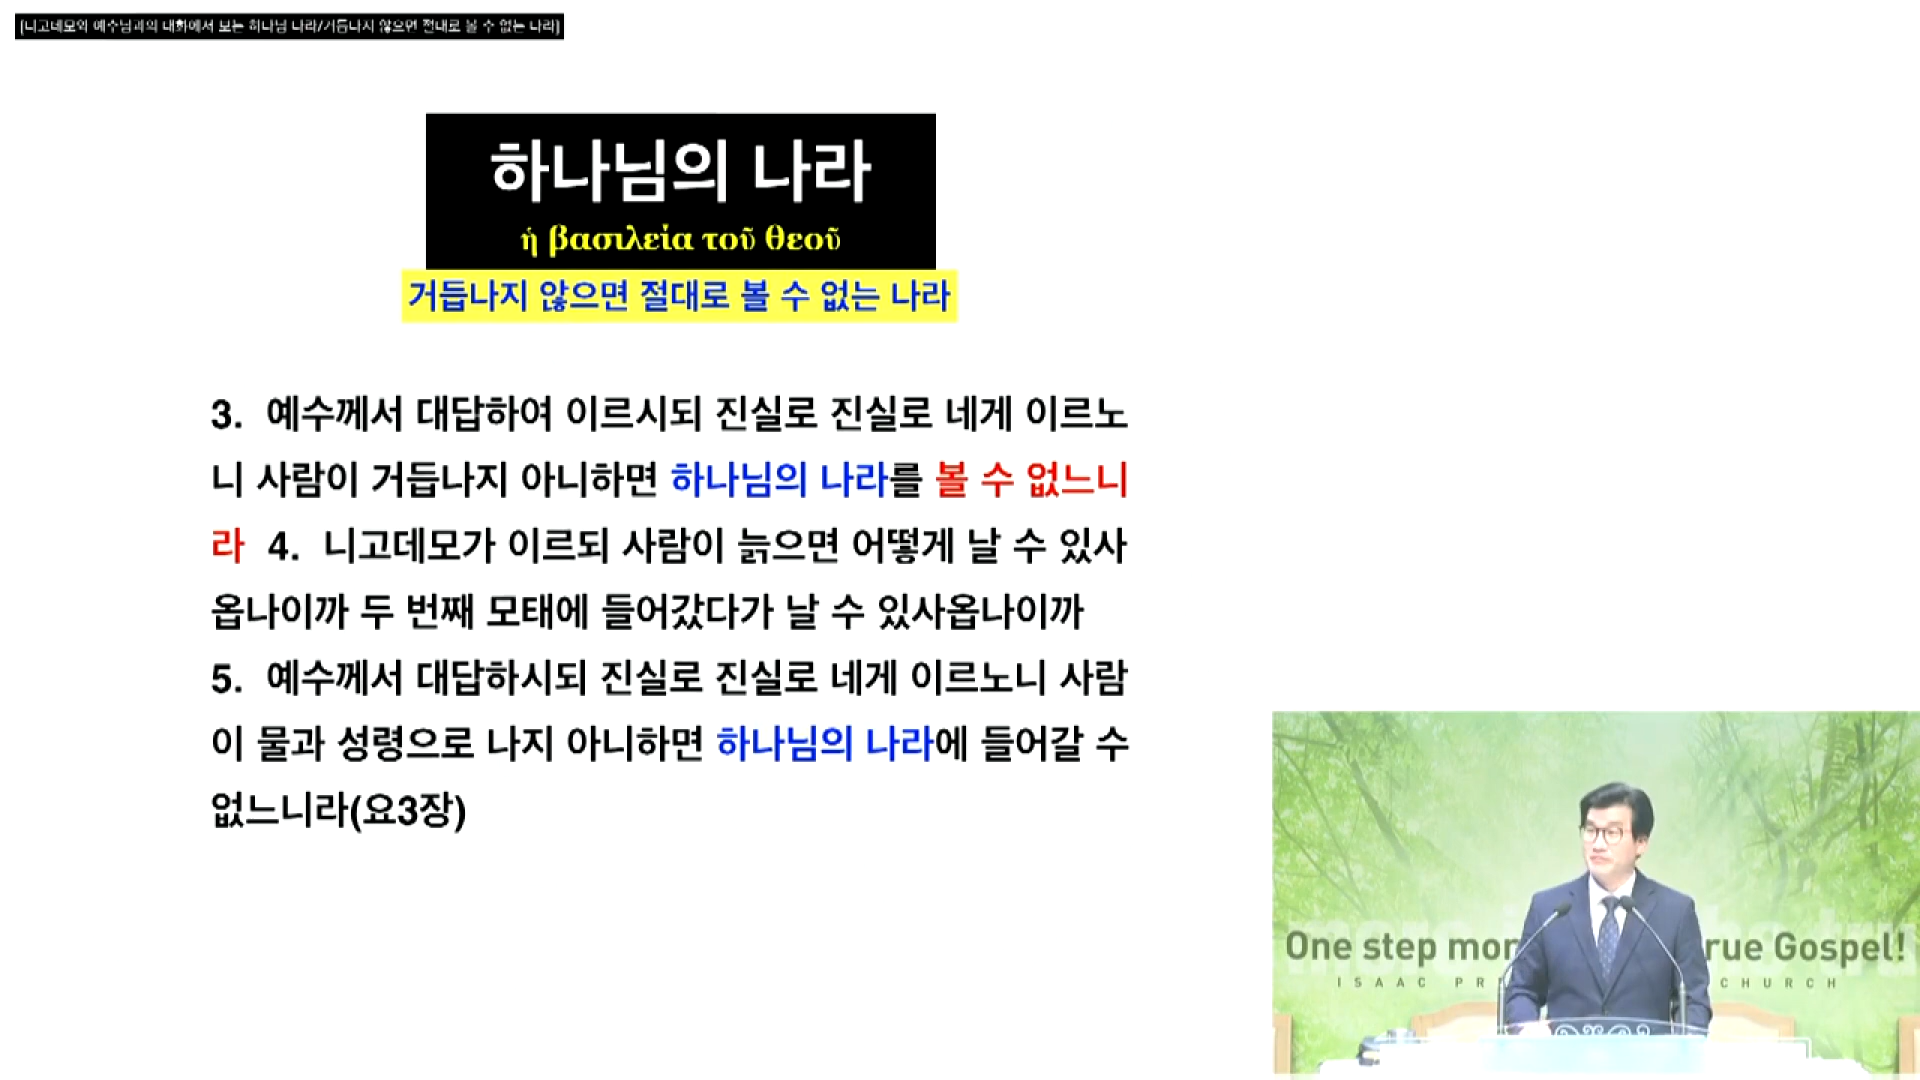 [니고데모와 예수님과의 대화에서 보는 하나님 나라/거듭나지 않으면 절대로 볼 수 없는 나라]
하나님의 나라
ἡ βασιλεία τοῦ θεοῦ
거듭나지 않으면 절대로 볼 수 없는 나라
3. 예수께서 대답하여 이르시되 진실로 진실로 네게 이르노
니 사람이 거듭나지 아니하면 하나님의 나라를 볼 수 없느니
라 4. 니고데모가 이르되 사람이 늙으면 어떻게 날 수 있사
옵나이까 두 번째 모태에 들어갔다가 날 수 있사옵나이까
5. 예수께서 대답하시되 진실로 진실로 네게 이르노니 사람
이 물과 성령으로 나지 아니하면 하나님의 나라에 들어갈 수
없느니라(요3장)
One step mor rue Gospel!
ISAAC PR CHURCH